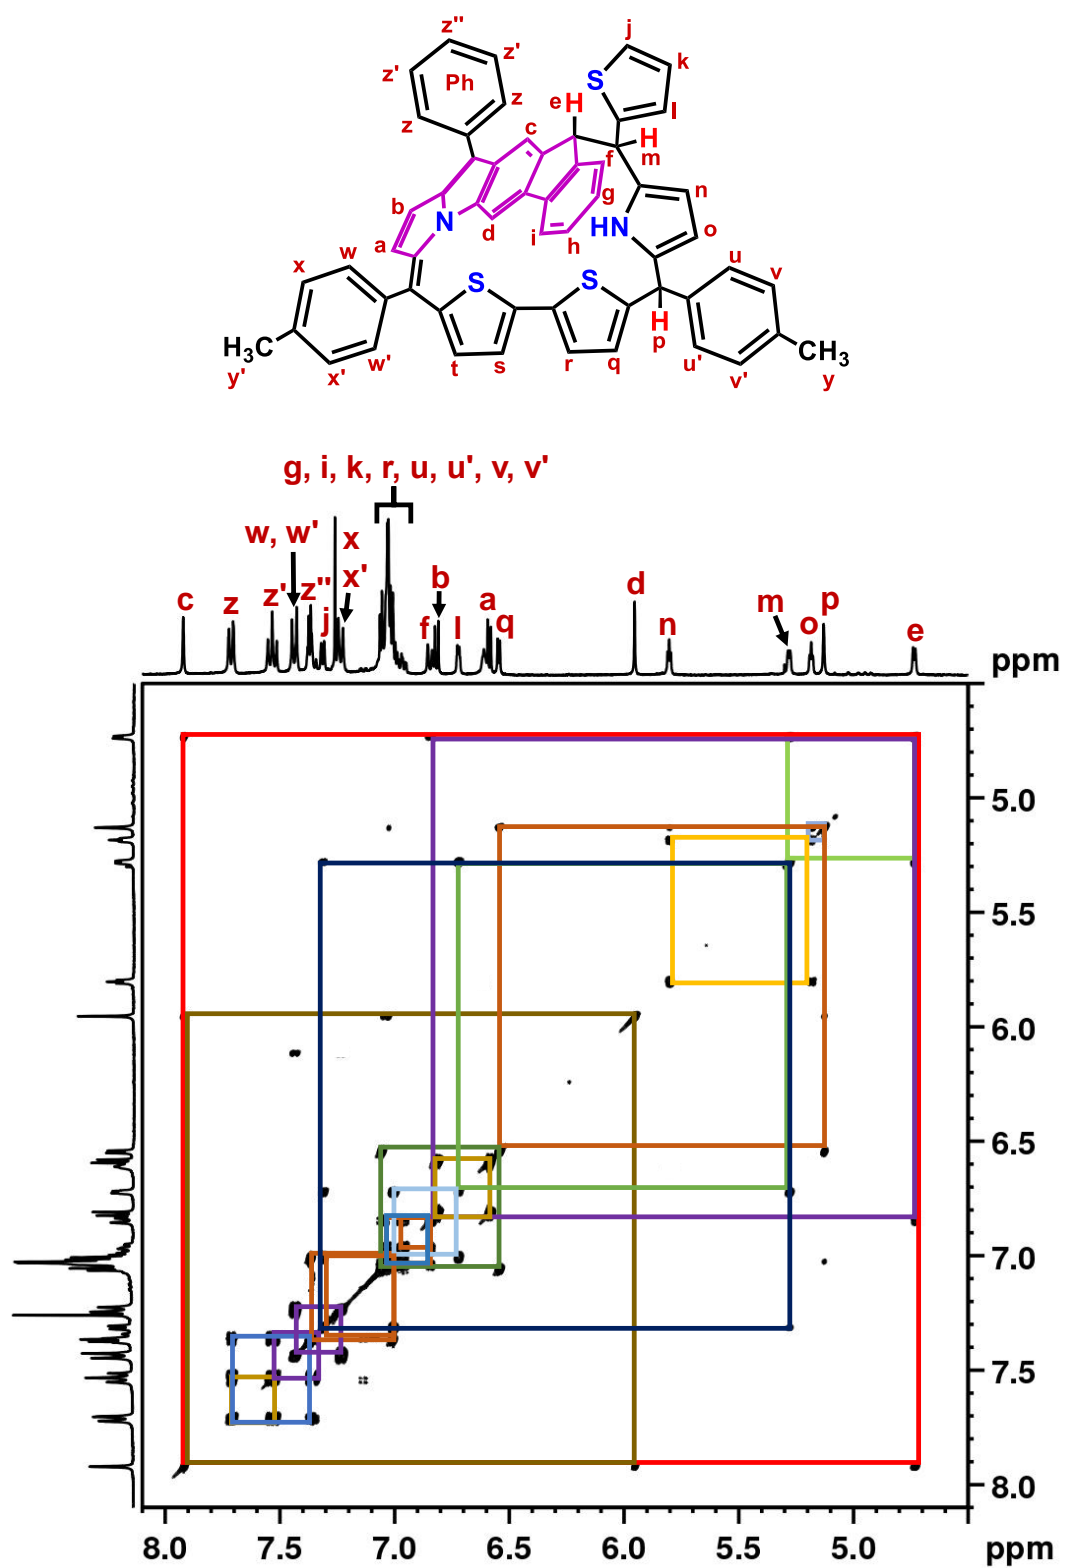 z''
j
z'
z'
k
Ph
S
z
e H
z
c
l
H
f
m
b
g
n
N
HN
d
i
h
o
a
w
u
x
S
S
v
H
p
H₃C
CH₃
y'
x'
w'
t
s
r
q
u'
v'
y
g, i, k, r, u, u', v, v'
w, w'
x
c
z
z'
z''
x'
b
d
m
p
j
f
l
a
q
n
o
e
ppm
5.0
5.5
6.0
6.5
7.0
7.5
8.0
8.0
7.5
7.0
6.5
6.0
5.5
5.0
ppm